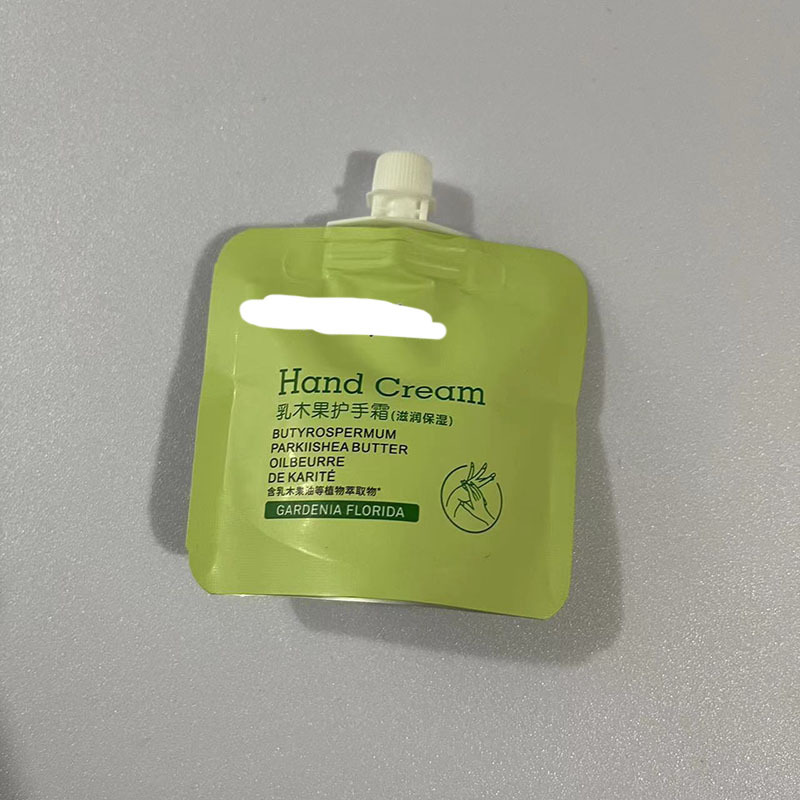 Hand Cream
乳木果护手霜(滋润保湿)
BUTYROSPERMUM
PARKIISHEA BUTTER
OILBEURRE
DE KARITÉ
含乳木果油等植物萃取物*
GARDENIA FLORIDA